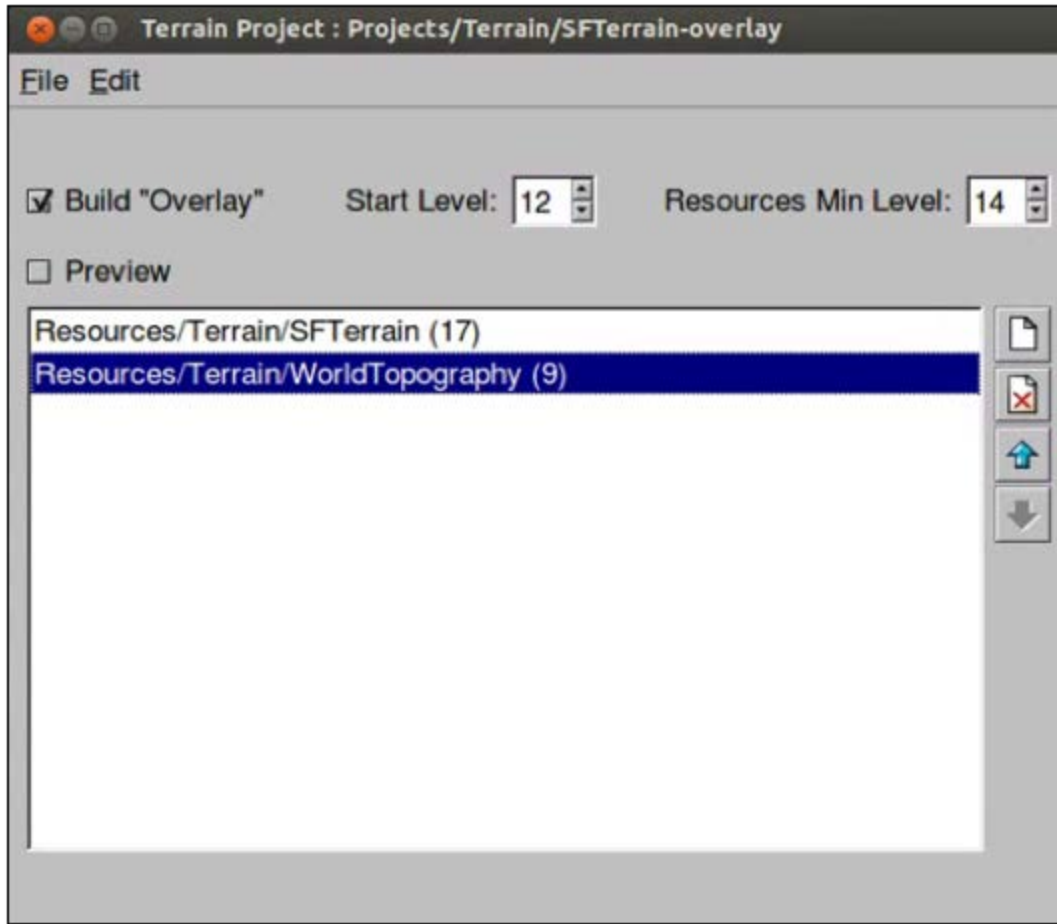 Terrain Project : Projects/Terrain/SFTerrain-overlay
File Edit
Build "Overlay" Start Level: 12 Resources Min Level: 14
Preview
Resources/Terrain/SFTerrain (17)
Resources/Terrain/WorldTopography (9)